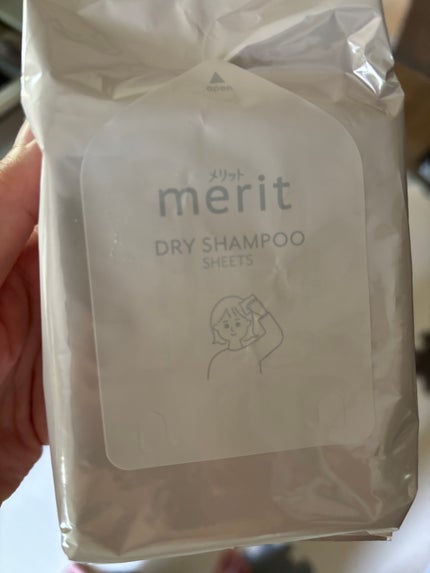 open
メリット
merit
DRY SHAMPOO
SHEETS